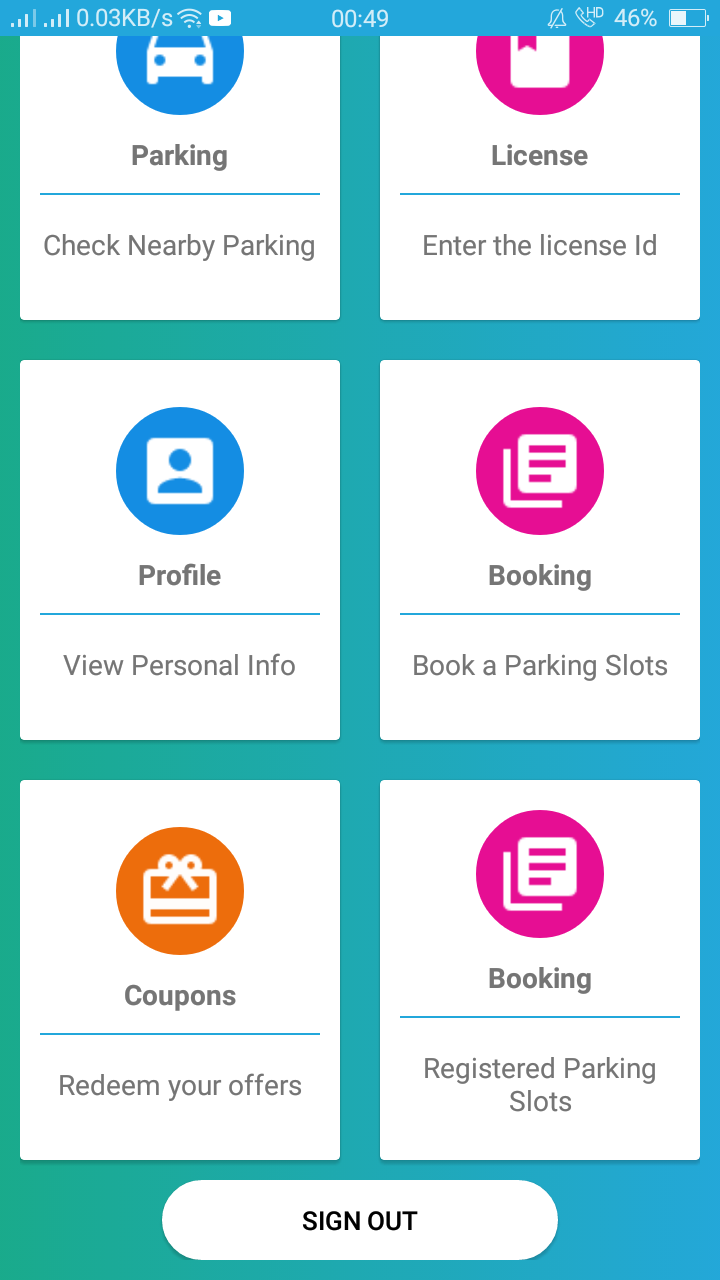 0.03KB/s 00:49 HD 46%
Parking
License
Check Nearby Parking
Enter the license Id
Profile
Booking
View Personal Info
Book a Parking Slots
Coupons
Booking
Redeem your offers
Registered Parking
Slots
SIGN OUT